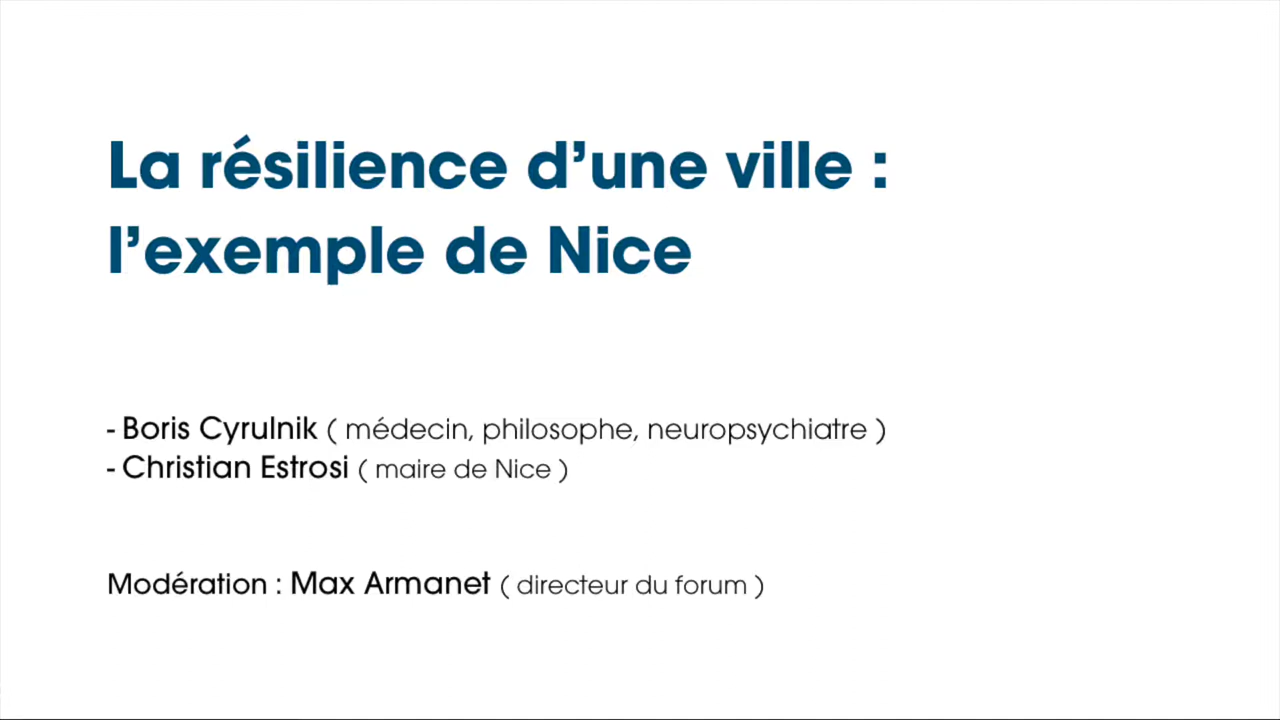 La résilience d’une ville :
l’exemple de Nice
- Boris Cyrulnik ( médecin, philosophe, neuropsychiatre )
- Christian Estrosi ( maire de Nice )
Modération : Max Armanet ( directeur du forum )